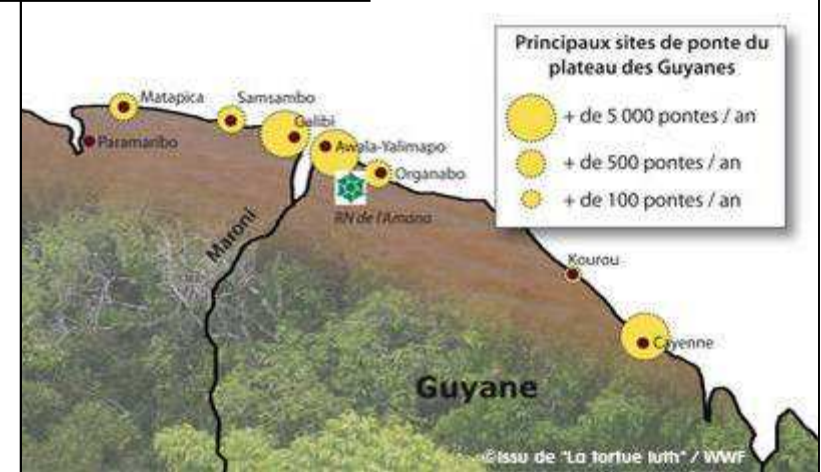 Principaux sites de ponte du
plateau des Guyanes
+ de 5 000 pontes / an
+ de 500 pontes / an
+ de 100 pontes / an
Matapica
Samsambo
Galibi
Paramaribo
Awala-Yalimapo
Organabo
RN de l'Amana
Maroni
Kourou
Cayenne
Guyane
©Issu de "La tortue luth" / WWF